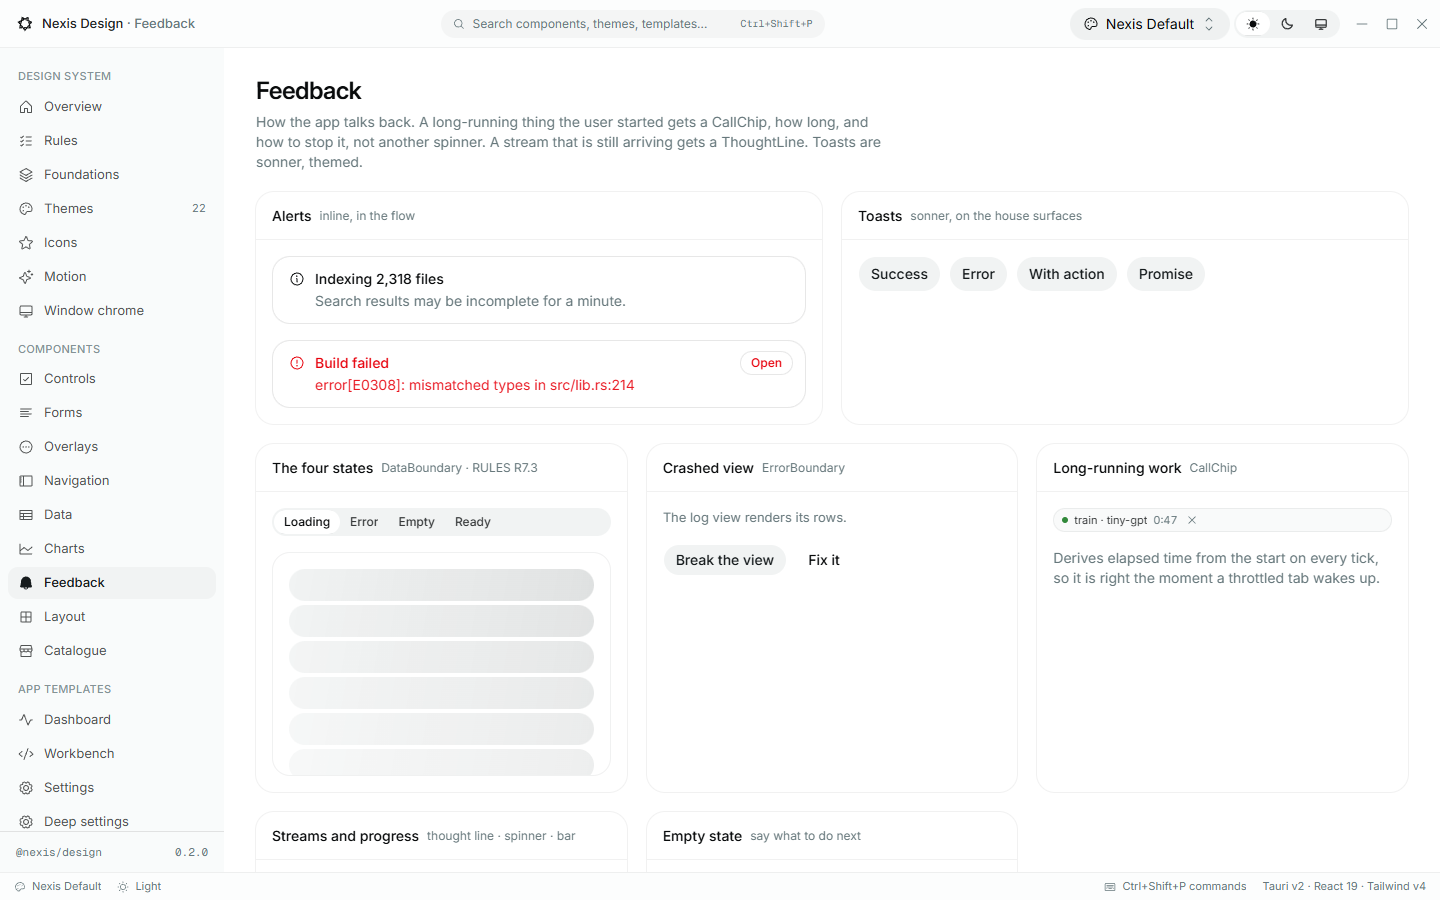 Nexis Design · Feedback
Search components, themes, templates...
Ctrl+Shift+P
Nexis Default
DESIGN SYSTEM
Overview
Rules
Foundations
Themes 22
Icons
Motion
Window chrome
COMPONENTS
Controls
Forms
Overlays
Navigation
Data
Charts
Feedback
Layout
Catalogue
APP TEMPLATES
Dashboard
Workbench
Settings
Deep settings
@nexis/design 0.2.0
Feedback
How the app talks back. A long-running thing the user started gets a CallChip, how long, and
how to stop it, not another spinner. A stream that is still arriving gets a ThoughtLine. Toasts are
sonner, themed.
Alerts inline, in the flow
Indexing 2,318 files
Search results may be incomplete for a minute.
Build failed
Open
error[E0308]: mismatched types in src/lib.rs:214
Toasts sonner, on the house surfaces
Success Error With action Promise
The four states DataBoundary · RULES R7.3
Loading Error Empty Ready
Crashed view ErrorBoundary
The log view renders its rows.
Break the view Fix it
Long-running work CallChip
train · tiny-gpt 0:47
Derives elapsed time from the start on every tick,
so it is right the moment a throttled tab wakes up.
Streams and progress thought line · spinner · bar
Empty state say what to do next
Nexis Default Light
Ctrl+Shift+P commands Tauri v2 · React 19 · Tailwind v4